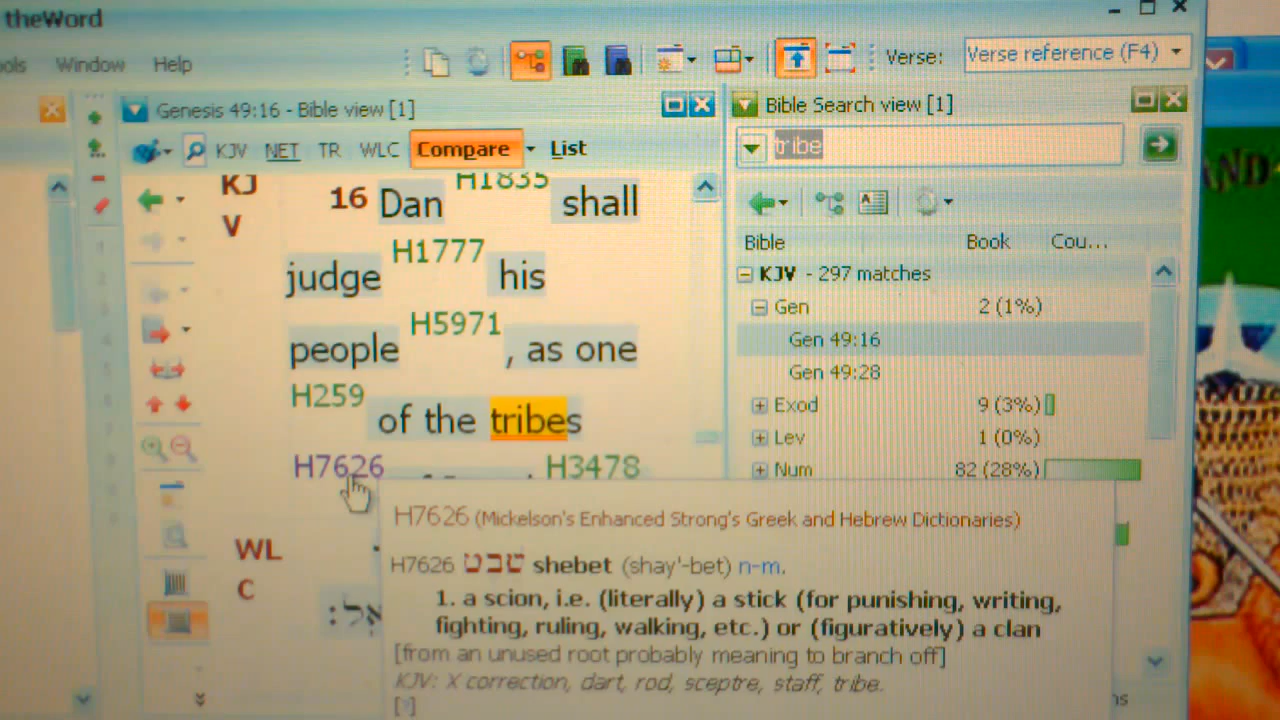 theWord
ols Window Help
Verse: Verse reference (F4)
Genesis 49:16 - Bible view [1]
KJV NET TR WLC Compare List
KJ
V
16 Dan H1835 shall
judge H1777 his
people H5971 , as one
H259 of the tribes
H7626 H3478
WL
C
Bible Search view [1]
tribe
Bible Book Cou...
KJV - 297 matches
Gen 2 (1%)
Gen 49:16
Gen 49:28
Exod 9 (3%)
Lev 1 (0%)
Num 82 (28%)
H7626 (Mickelson's Enhanced Strong's Greek and Hebrew Dictionaries)
H7626 שבט shebet (shay'-bet) n-m.
1. a scion, i.e. (literally) a stick (for punishing, writing,
fighting, ruling, walking, etc.) or (figuratively) a clan
[from an unused root probably meaning to branch off]
KJV: X correction, dart, rod, sceptre, staff, tribe.
[?]
AND